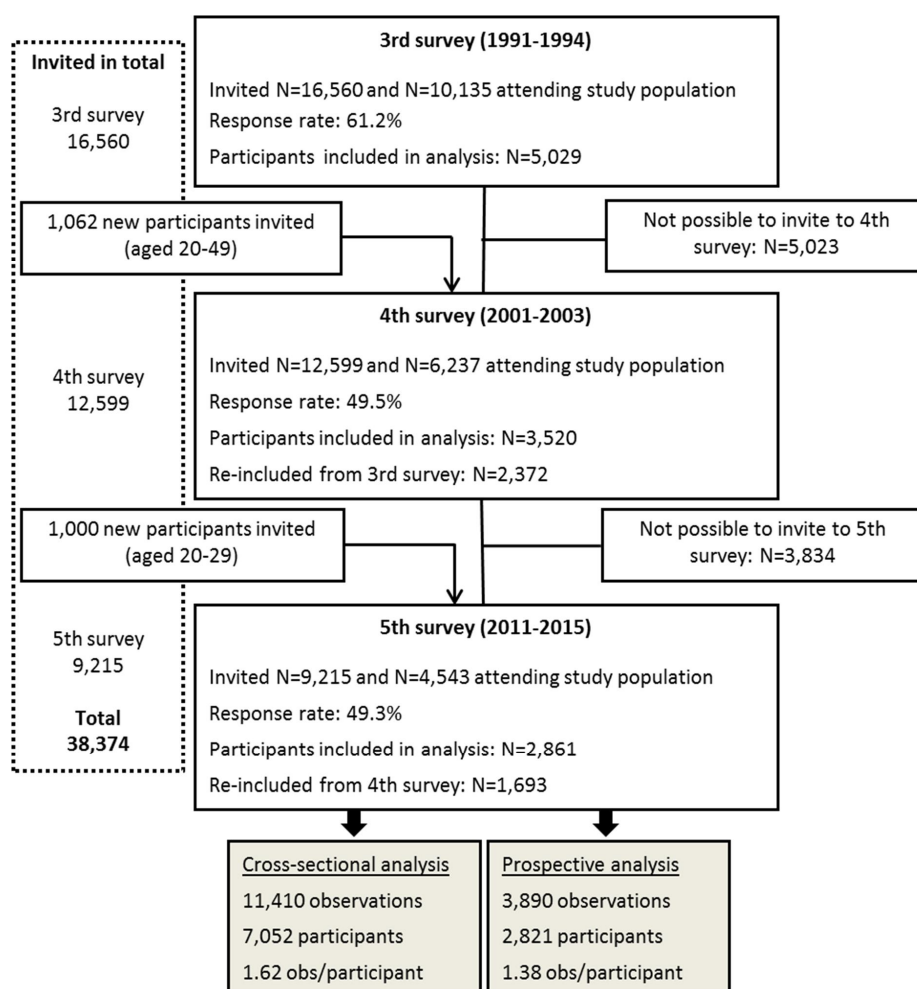 Invited in total
3rd survey
16,560
3rd survey (1991-1994)
Invited N=16,560 and N=10,135 attending study population
Response rate: 61.2%
Participants included in analysis: N=5,029
1,062 new participants invited
(aged 20-49)
Not possible to invite to 4th
survey: N=5,023
4th survey
12,599
4th survey (2001-2003)
Invited N=12,599 and N=6,237 attending study population
Response rate: 49.5%
Participants included in analysis: N=3,520
Re-included from 3rd survey: N=2,372
1,000 new participants invited
(aged 20-29)
Not possible to invite to 5th
survey: N=3,834
5th survey
9,215
Total
38,374
5th survey (2011-2015)
Invited N=9,215 and N=4,543 attending study population
Response rate: 49.3%
Participants included in analysis: N=2,861
Re-included from 4th survey: N=1,693
Cross-sectional analysis
11,410 observations
7,052 participants
1.62 obs/participant
Prospective analysis
3,890 observations
2,821 participants
1.38 obs/participant